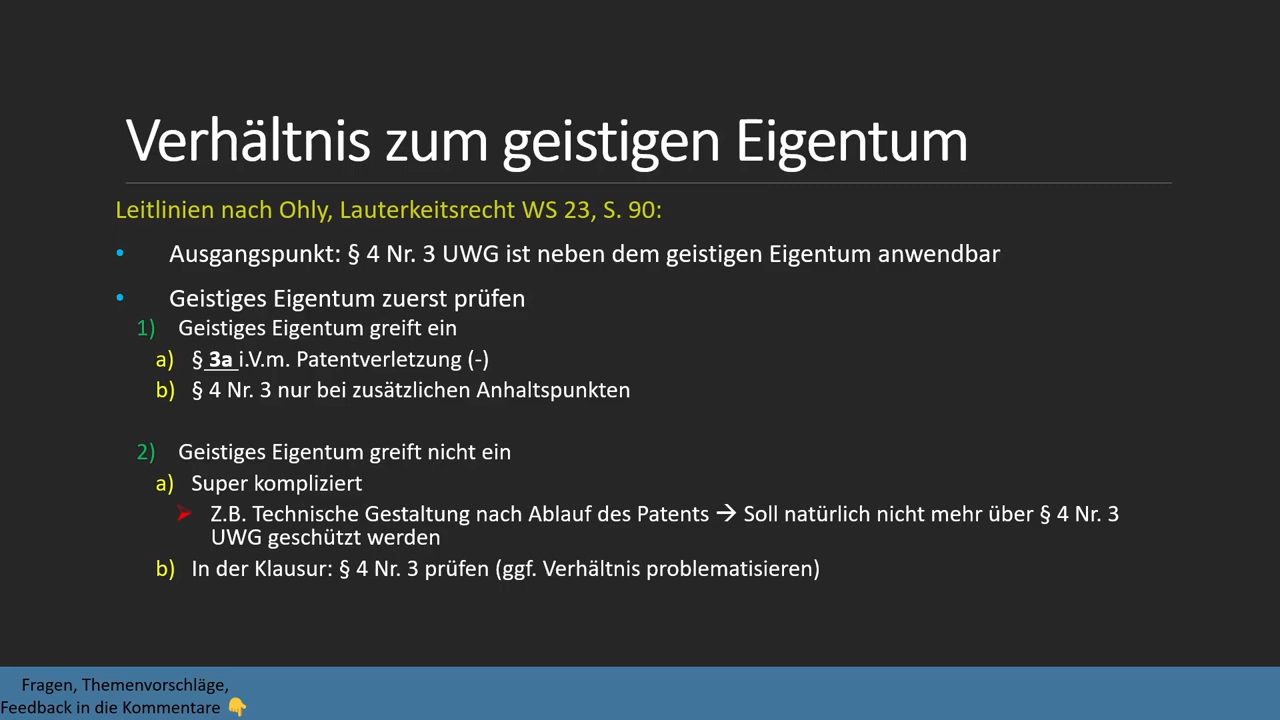 Verhältnis zum geistigen Eigentum
Leitlinien nach Ohly, Lauterkeitsrecht WS 23, S. 90:
• Ausgangspunkt: § 4 Nr. 3 UWG ist neben dem geistigen Eigentum anwendbar
• Geistiges Eigentum zuerst prüfen
1) Geistiges Eigentum greift ein
a) § 3a i.V.m. Patentverletzung (-)
b) § 4 Nr. 3 nur bei zusätzlichen Anhaltspunkten
2) Geistiges Eigentum greift nicht ein
a) Super kompliziert
➤ Z.B. Technische Gestaltung nach Ablauf des Patents → Soll natürlich nicht mehr über § 4 Nr. 3
UWG geschützt werden
b) In der Klausur: § 4 Nr. 3 prüfen (ggf. Verhältnis problematisieren)
Fragen, Themenvorschläge,
Feedback in die Kommentare 👇